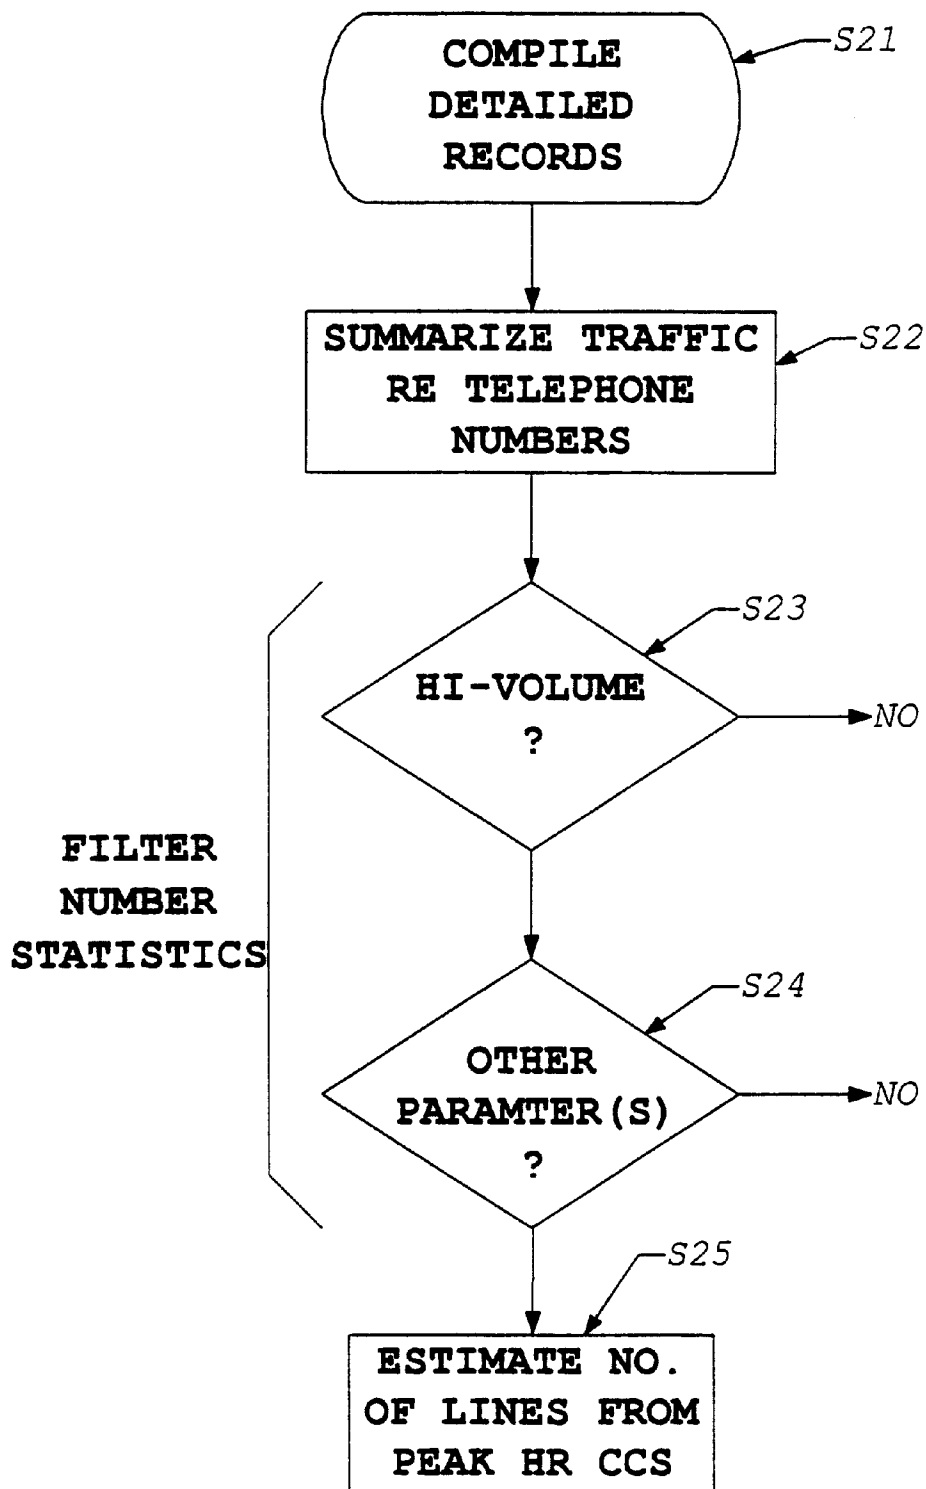 COMPILE
DETAILED
RECORDS
S21
SUMMARIZE TRAFFIC
RE TELEPHONE
NUMBERS
S22
HI-VOLUME
?
S23
NO
FILTER
NUMBER
STATISTICS
OTHER
PARAMTER(S)
?
S24
NO
ESTIMATE NO.
OF LINES FROM
PEAK HR CCS
S25